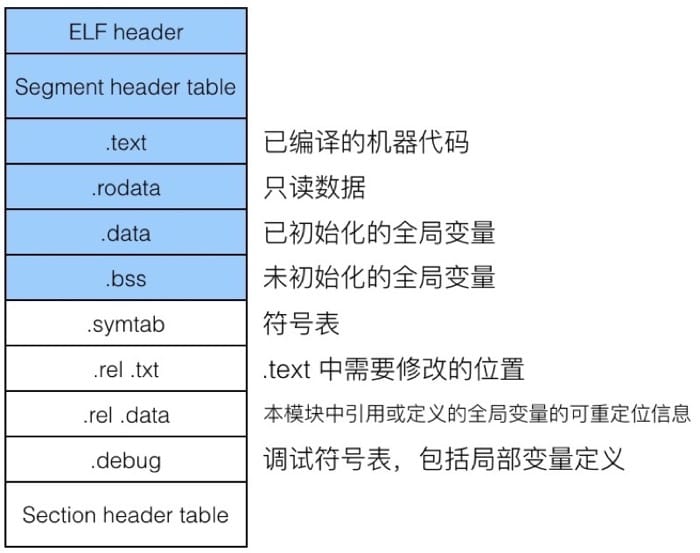 ELF header
Segment header table
.text 已编译的机器代码
.rodata 只读数据
.data 已初始化的全局变量
.bss 未初始化的全局变量
.symtab 符号表
.rel .txt .text 中需要修改的位置
.rel .data 本模块中引用或定义的全局变量的可重定位信息
.debug 调试符号表，包括局部变量定义
Section header table